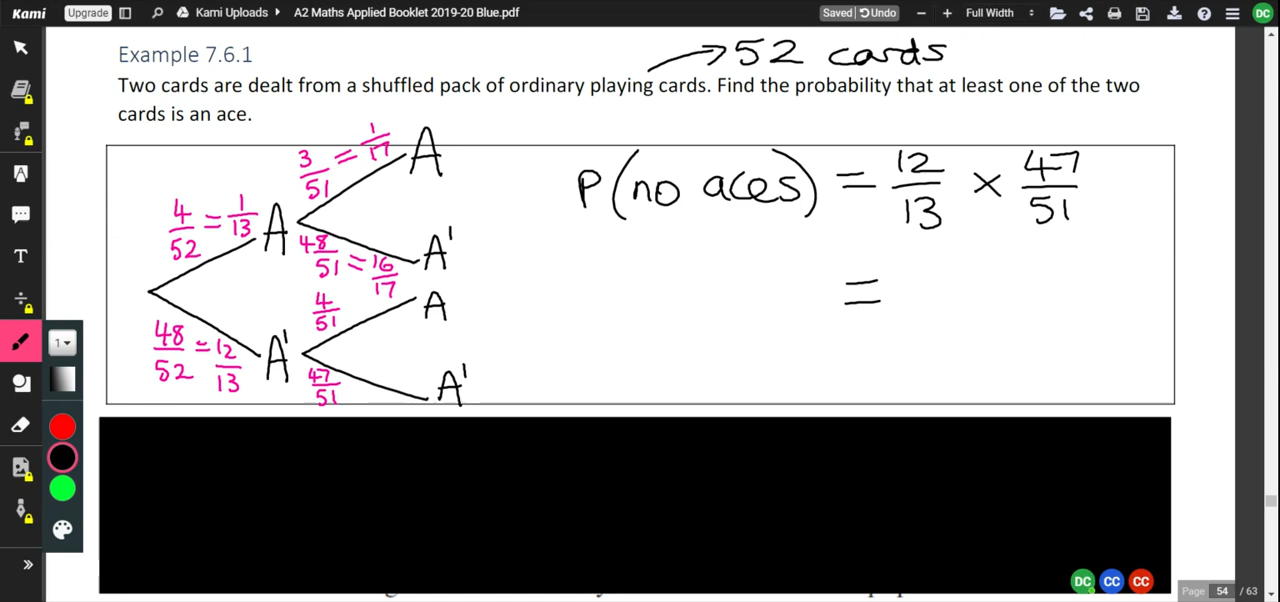 Kami Upgrade Kami Uploads A2 Maths Applied Booklet 2019-20 Blue.pdf Saved Undo Full Width DC
Example 7.6.1
→ 52 cards
Two cards are dealt from a shuffled pack of ordinary playing cards. Find the probability that at least one of the two
cards is an ace.
3/51 = 1/17 A
4/52 = 1/13 A
48/51 = 16/17 A'
4/51 A
48/52 = 12/13 A'
47/51 A'
P(no aces) = 12/13 × 47/51
=
T
1
DC CC CC
Page 54 / 63